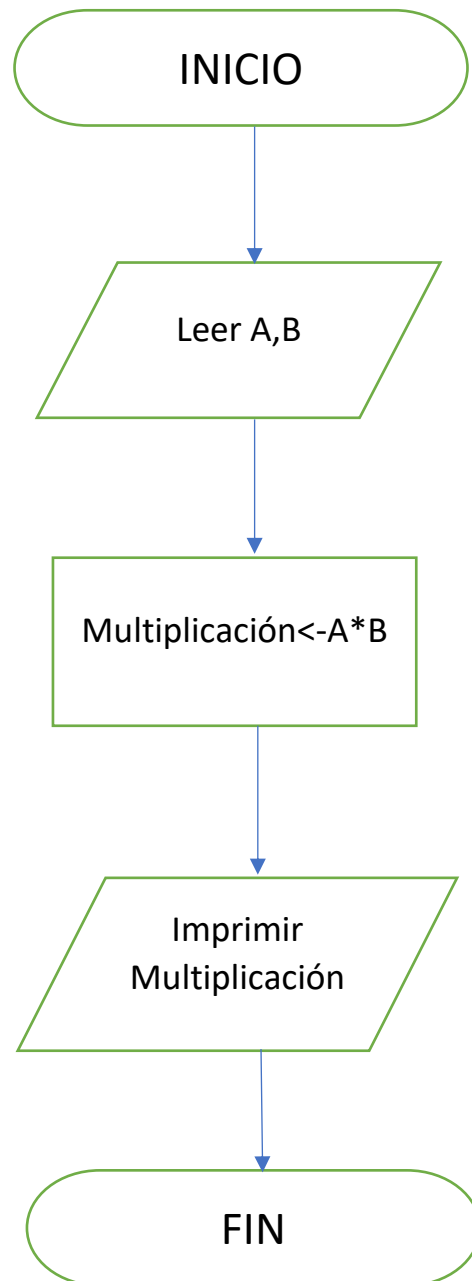 INICIO
Leer A,B
Multiplicación<-A*B
Imprimir
Multiplicación
FIN